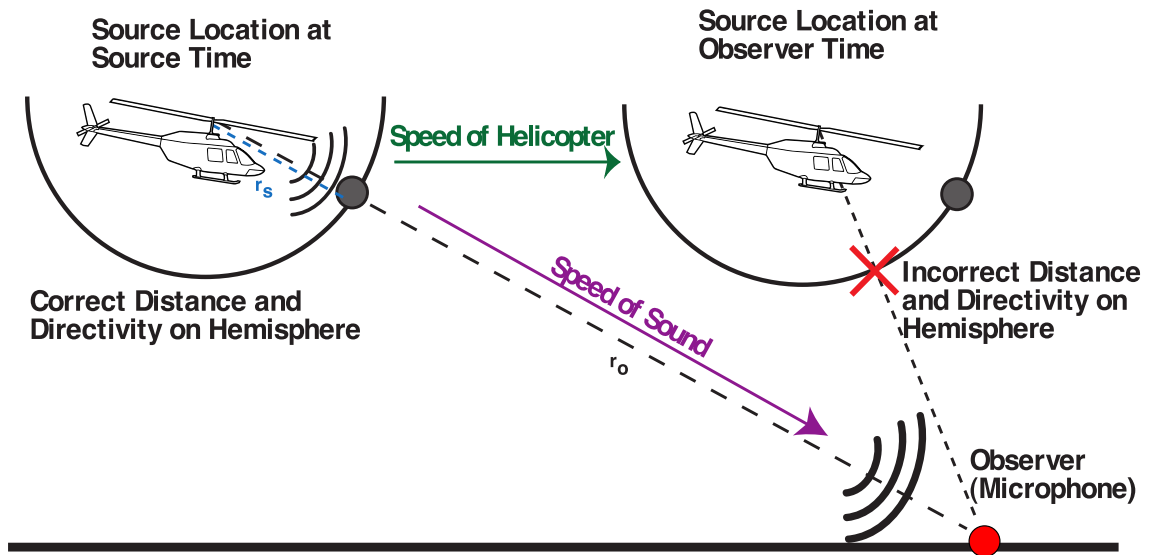 Source Location at
Source Time
Source Location at
Observer Time
Speed of Helicopter
rs
Correct Distance and
Directivity on Hemisphere
Incorrect Distance
and Directivity on
Hemisphere
Speed of Sound
ro
Observer
(Microphone)